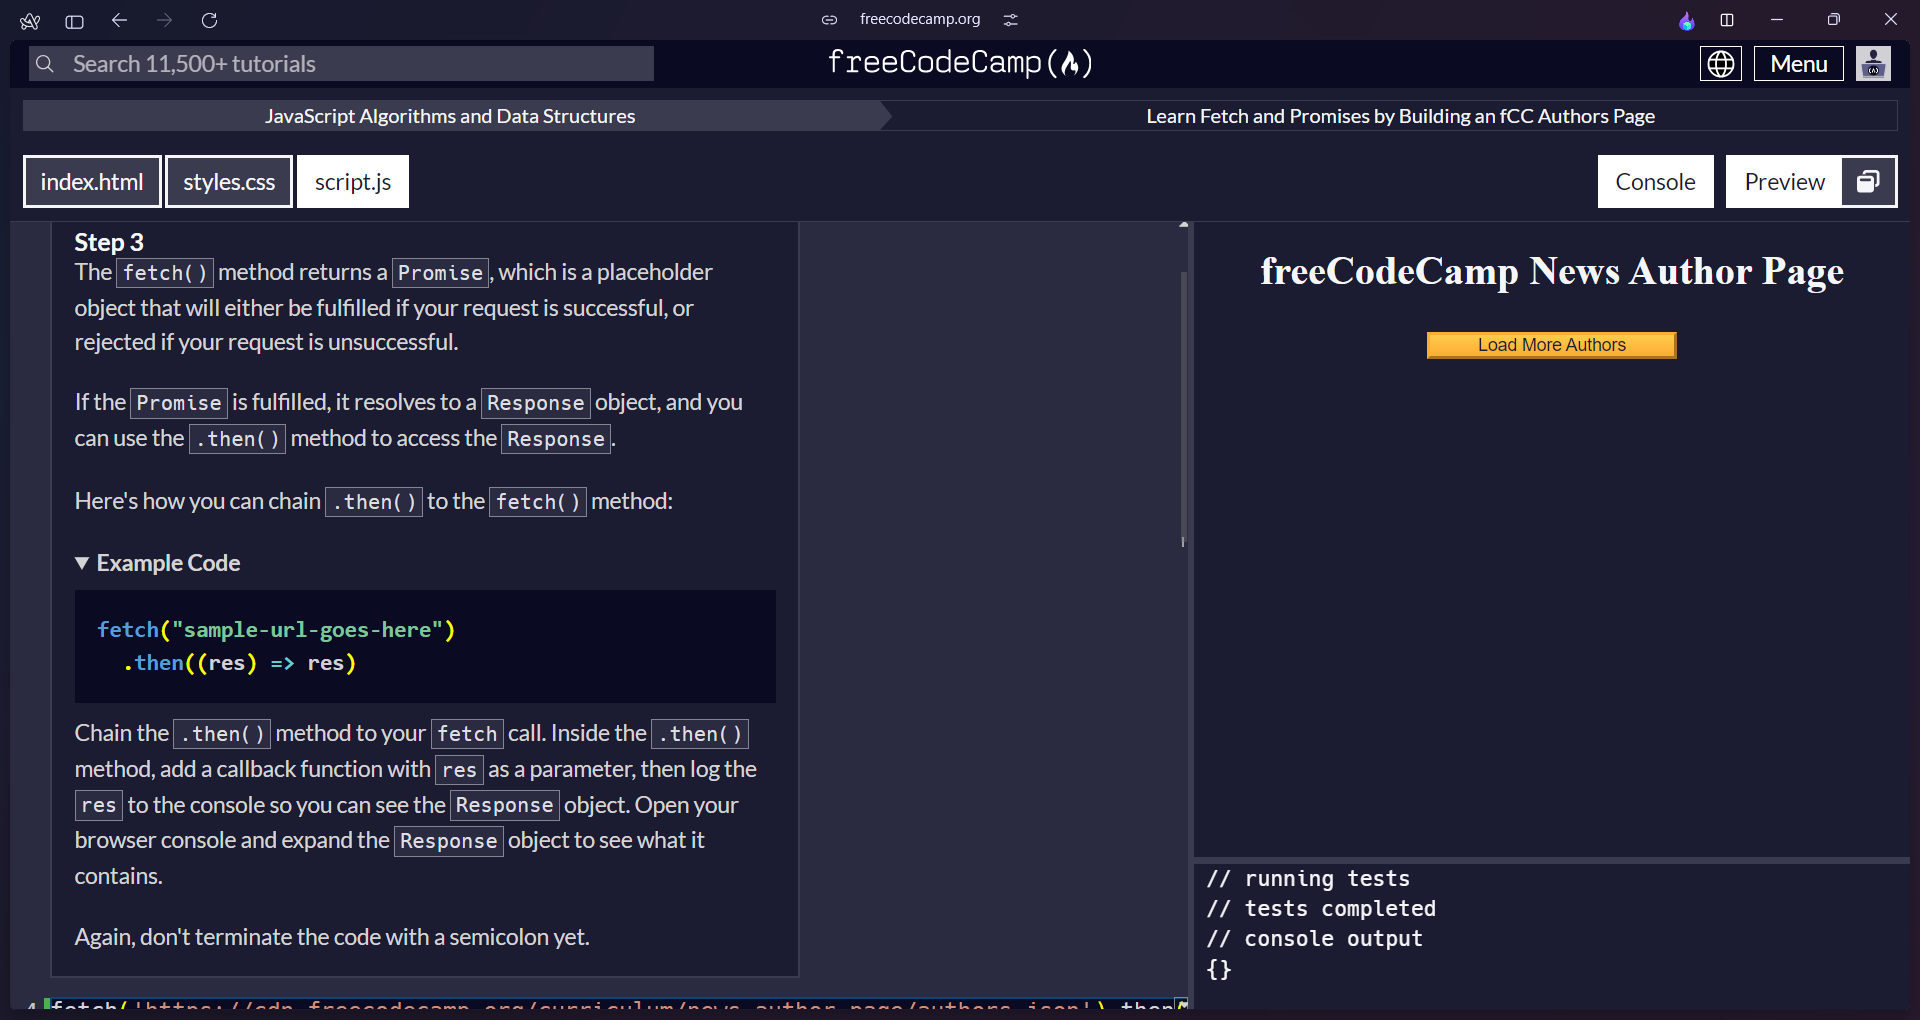 freecodecamp.org
Search 11,500+ tutorials
freeCodeCamp(🔥)
Menu
JavaScript Algorithms and Data Structures
Learn Fetch and Promises by Building an fCC Authors Page
index.html
styles.css
script.js
Console
Preview
Step 3
The fetch() method returns a Promise, which is a placeholder
object that will either be fulfilled if your request is successful, or
rejected if your request is unsuccessful.
If the Promise is fulfilled, it resolves to a Response object, and you
can use the .then() method to access the Response.
Here's how you can chain .then() to the fetch() method:
▼ Example Code
fetch("sample-url-goes-here")
.then((res) => res)
Chain the .then() method to your fetch call. Inside the .then()
method, add a callback function with res as a parameter, then log the
res to the console so you can see the Response object. Open your
browser console and expand the Response object to see what it
contains.
Again, don't terminate the code with a semicolon yet.
4 fetch('https://cdn.freecodecamp.org/curriculum/news-author-page/authors.json').then(
freeCodeCamp News Author Page
Load More Authors
// running tests
// tests completed
// console output
{}